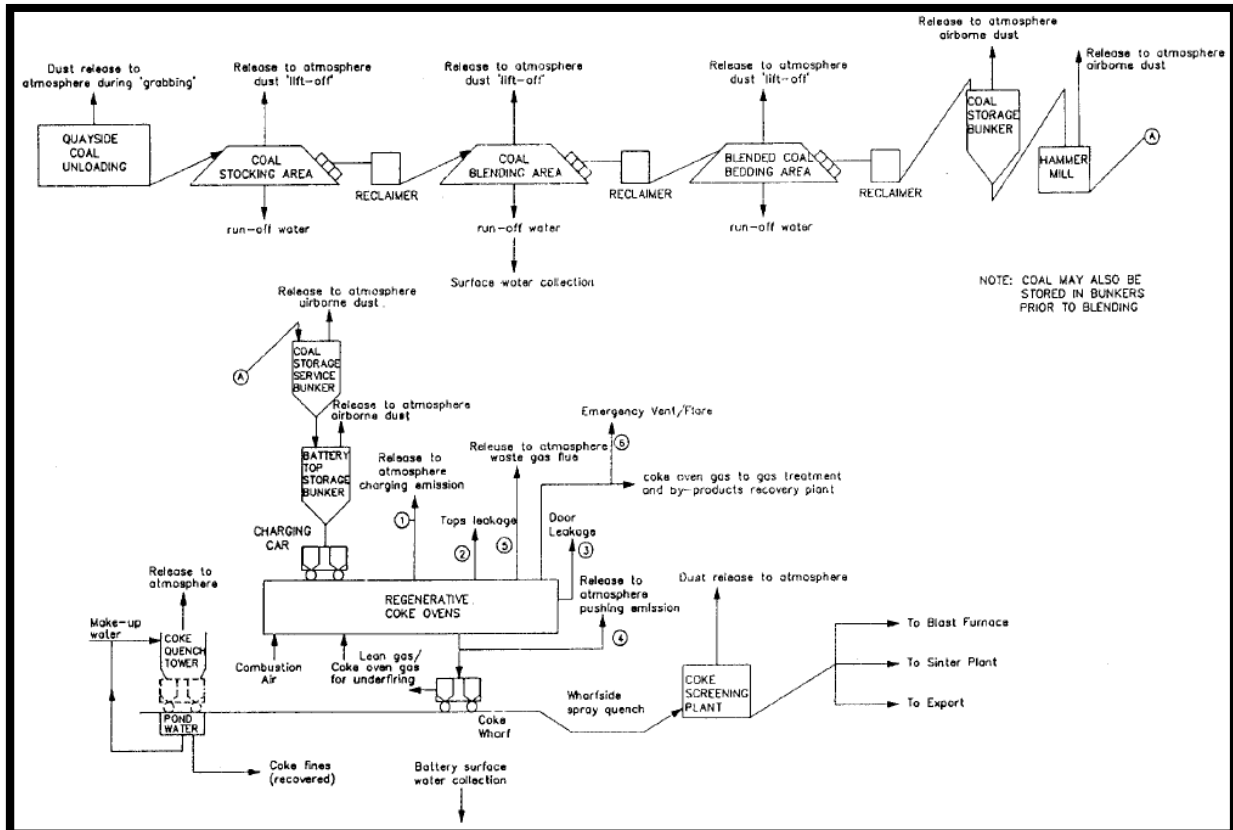 Dust release to
atmosphere during 'grabbing'
Release to atmosphere
dust 'lift-off'
Release to atmosphere
dust 'lift-off'
Release to atmosphere
dust 'lift-off'
Release to atmosphere
airborne dust
Release to atmosphere
airborne dust
QUAYSIDE
COAL
UNLOADING
COAL
STOCKING AREA
RECLAIMER
COAL
BLENDING AREA
RECLAIMER
BLENDED COAL
BEDDING AREA
RECLAIMER
COAL
STORAGE
BUNKER
HAMMER
MILL
A
run-off water
run-off water
run-off water
Surface water collection
NOTE: COAL MAY ALSO BE
STORED IN BUNKERS
PRIOR TO BLENDING
Release to atmosphere
airborne dust
A
COAL
STORAGE
SERVICE
BUNKER
Release to atmosphere
airborne dust
BATTERY
TOP
STORAGE
BUNKER
CHARGING
CAR
Release to
atmosphere
charging emission
1
Tops leakage
2
Release to atmosphere
waste gas flue
5
Emergency Vent/Flare
6
coke oven gas to gas treatment
and by-products recovery plant
Door
Leakage
3
Release to
atmosphere
pushing emission
4
REGENERATIVE
COKE OVENS
Combustion
Air
Lean gas/
Coke oven gas
for underfiring
Release to
atmosphere
Make-up
water
COKE
QUENCH
TOWER
POND
WATER
Coke fines
(recovered)
Coke
Wharf
Battery surface
water collection
Wharfside
spray quench
Dust release to atmosphere
COKE
SCREENING
PLANT
To Blast Furnace
To Sinter Plant
To Export